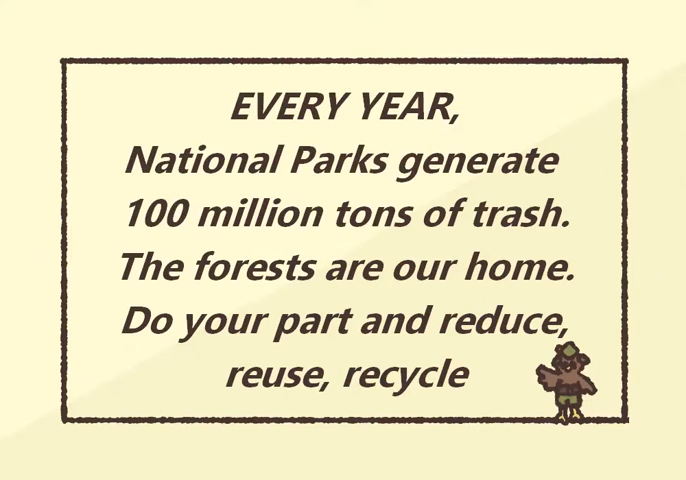 EVERY YEAR,
National Parks generate
100 million tons of trash.
The forests are our home.
Do your part and reduce,
reuse, recycle